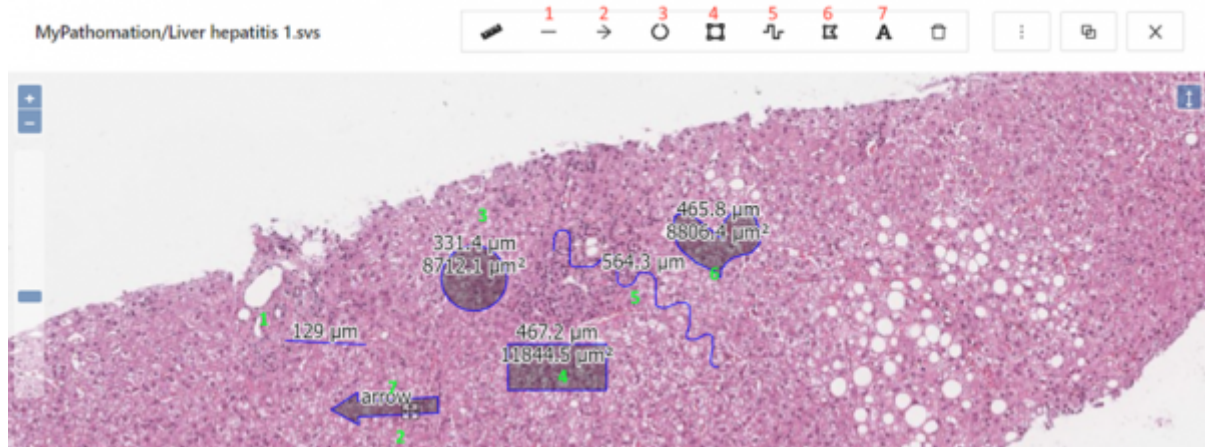 1 2 3 4 5 6 7
MyPathomation/Liver hepatitis 1.svs
A
3
465.8 µm
8806.4 µm²
331.4 µm
8712.1 µm²
564.3 µm
6
5
1
129 µm
467.2 µm
11844.5 µm²
4
7
arrow
2